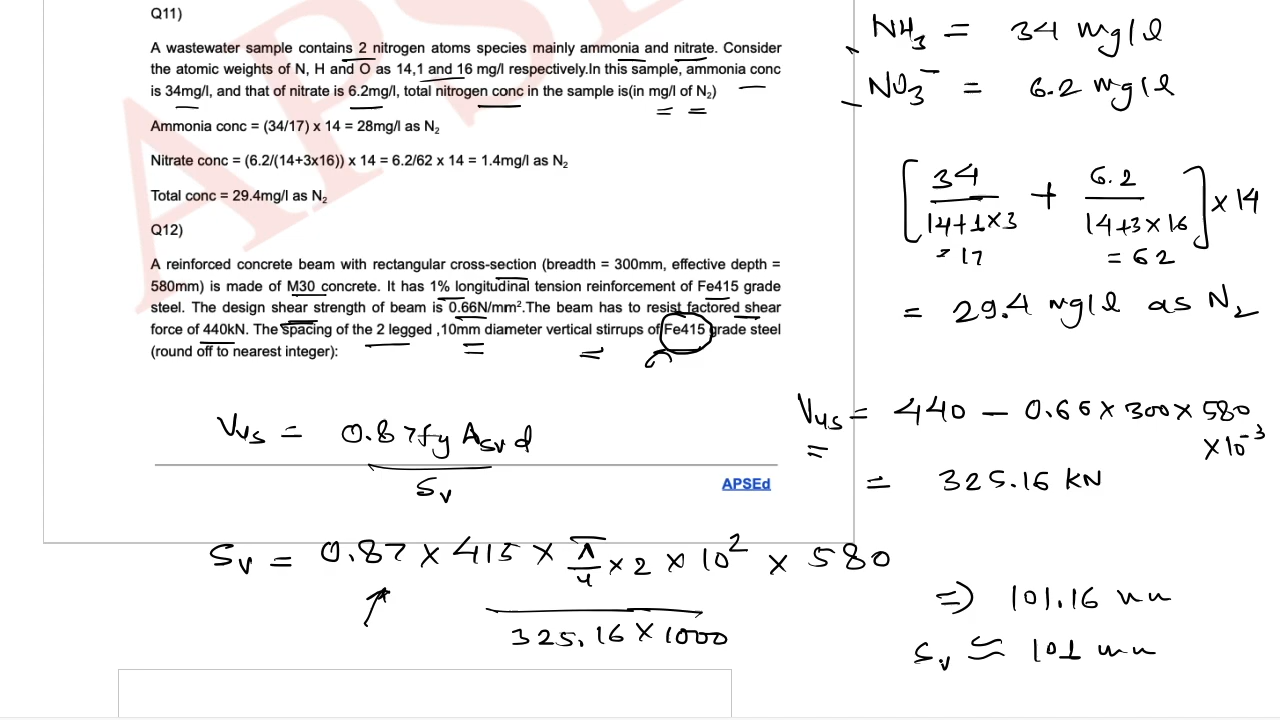 Q11)
A wastewater sample contains 2 nitrogen atoms species mainly ammonia and nitrate. Consider
the atomic weights of N, H and O as 14,1 and 16 mg/l respectively.In this sample, ammonia conc
is 34mg/l, and that of nitrate is 6.2mg/l, total nitrogen conc in the sample is(in mg/l of N₂)
Ammonia conc = (34/17) x 14 = 28mg/l as N₂
Nitrate conc = (6.2/(14+3x16)) x 14 = 6.2/62 x 14 = 1.4mg/l as N₂
Total conc = 29.4mg/l as N₂
Q12)
A reinforced concrete beam with rectangular cross-section (breadth = 300mm, effective depth =
580mm) is made of M30 concrete. It has 1% longitudinal tension reinforcement of Fe415 grade
steel. The design shear strength of beam is 0.66N/mm².The beam has to resist factored shear
force of 440kN. The spacing of the 2 legged ,10mm diameter vertical stirrups of Fe415 grade steel
(round off to nearest integer):
Vus = 0.87fy Asv d
Sv
APSEd
Sv = 0.87 × 415 × π/4 × 2 × 10² × 580
325.16 × 1000
NH₃ = 34 mg/l
NO₃⁻ = 6.2 mg/l
[34 + 6.2] × 14
14+1×3 14+3×16
= 17 = 62
= 29.4 mg/l as N₂
Vus = 440 – 0.66 × 300 × 580
×10⁻³
= 325.16 KN
=> 101.16 mm
Sv ≈ 101 mm
APSE